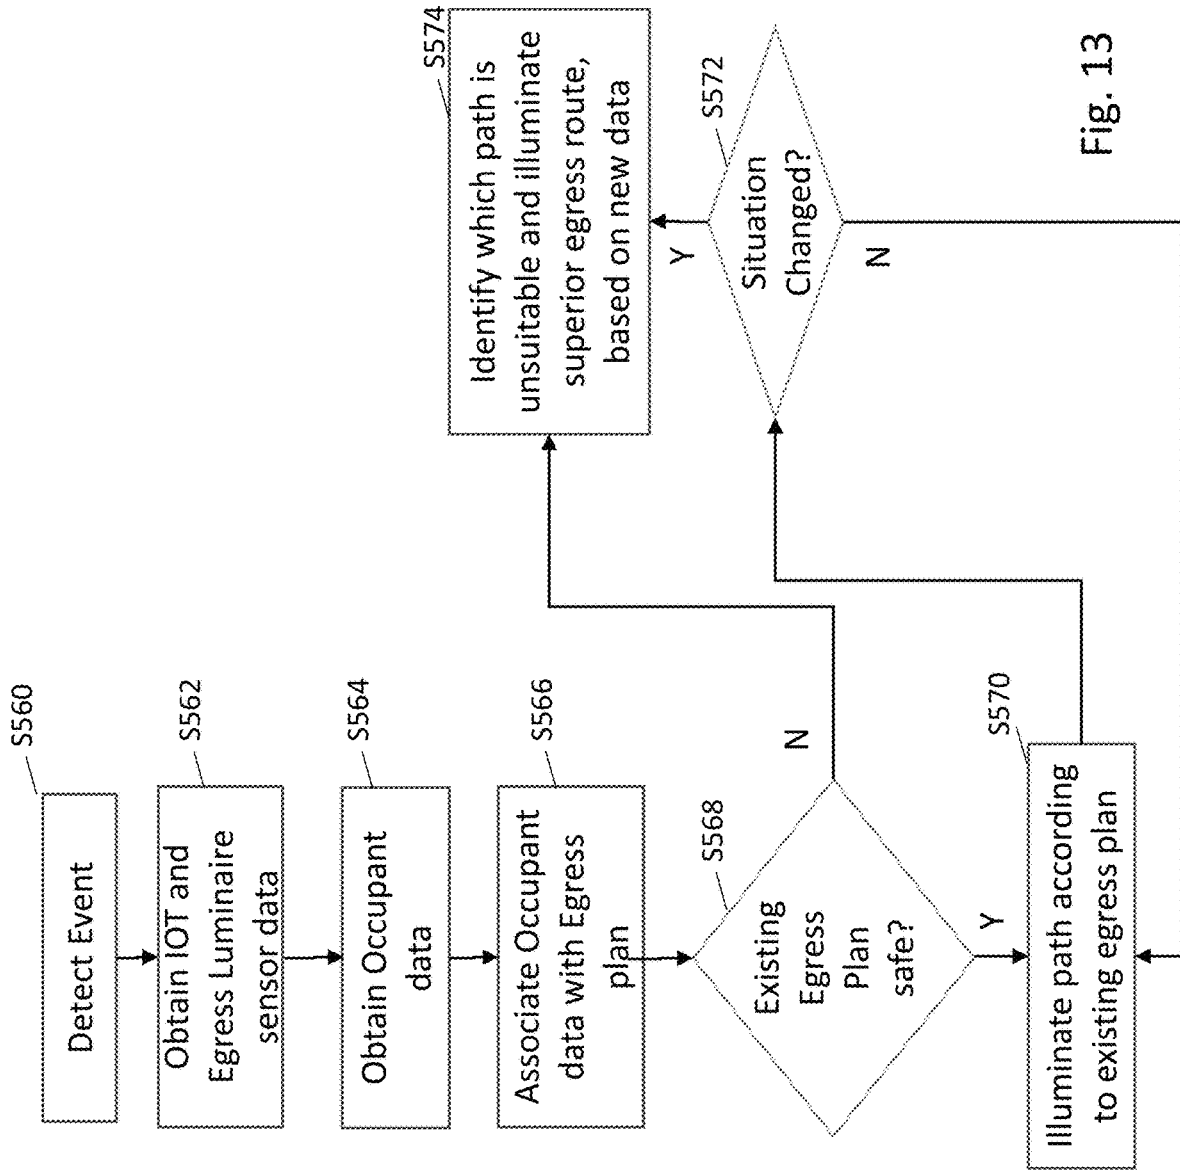 S560
Detect Event
S562
Obtain IOT and
Egress Luminaire
sensor data
S564
Obtain Occupant
data
S566
Associate Occupant
data with Egress
plan
S568
Existing
Egress
Plan
safe?
N
Y
S570
Illuminate path according
to existing egress plan
S574
Identify which path is
unsuitable and illuminate
superior egress route,
based on new data
Y
S572
Situation
Changed?
N
Fig. 13